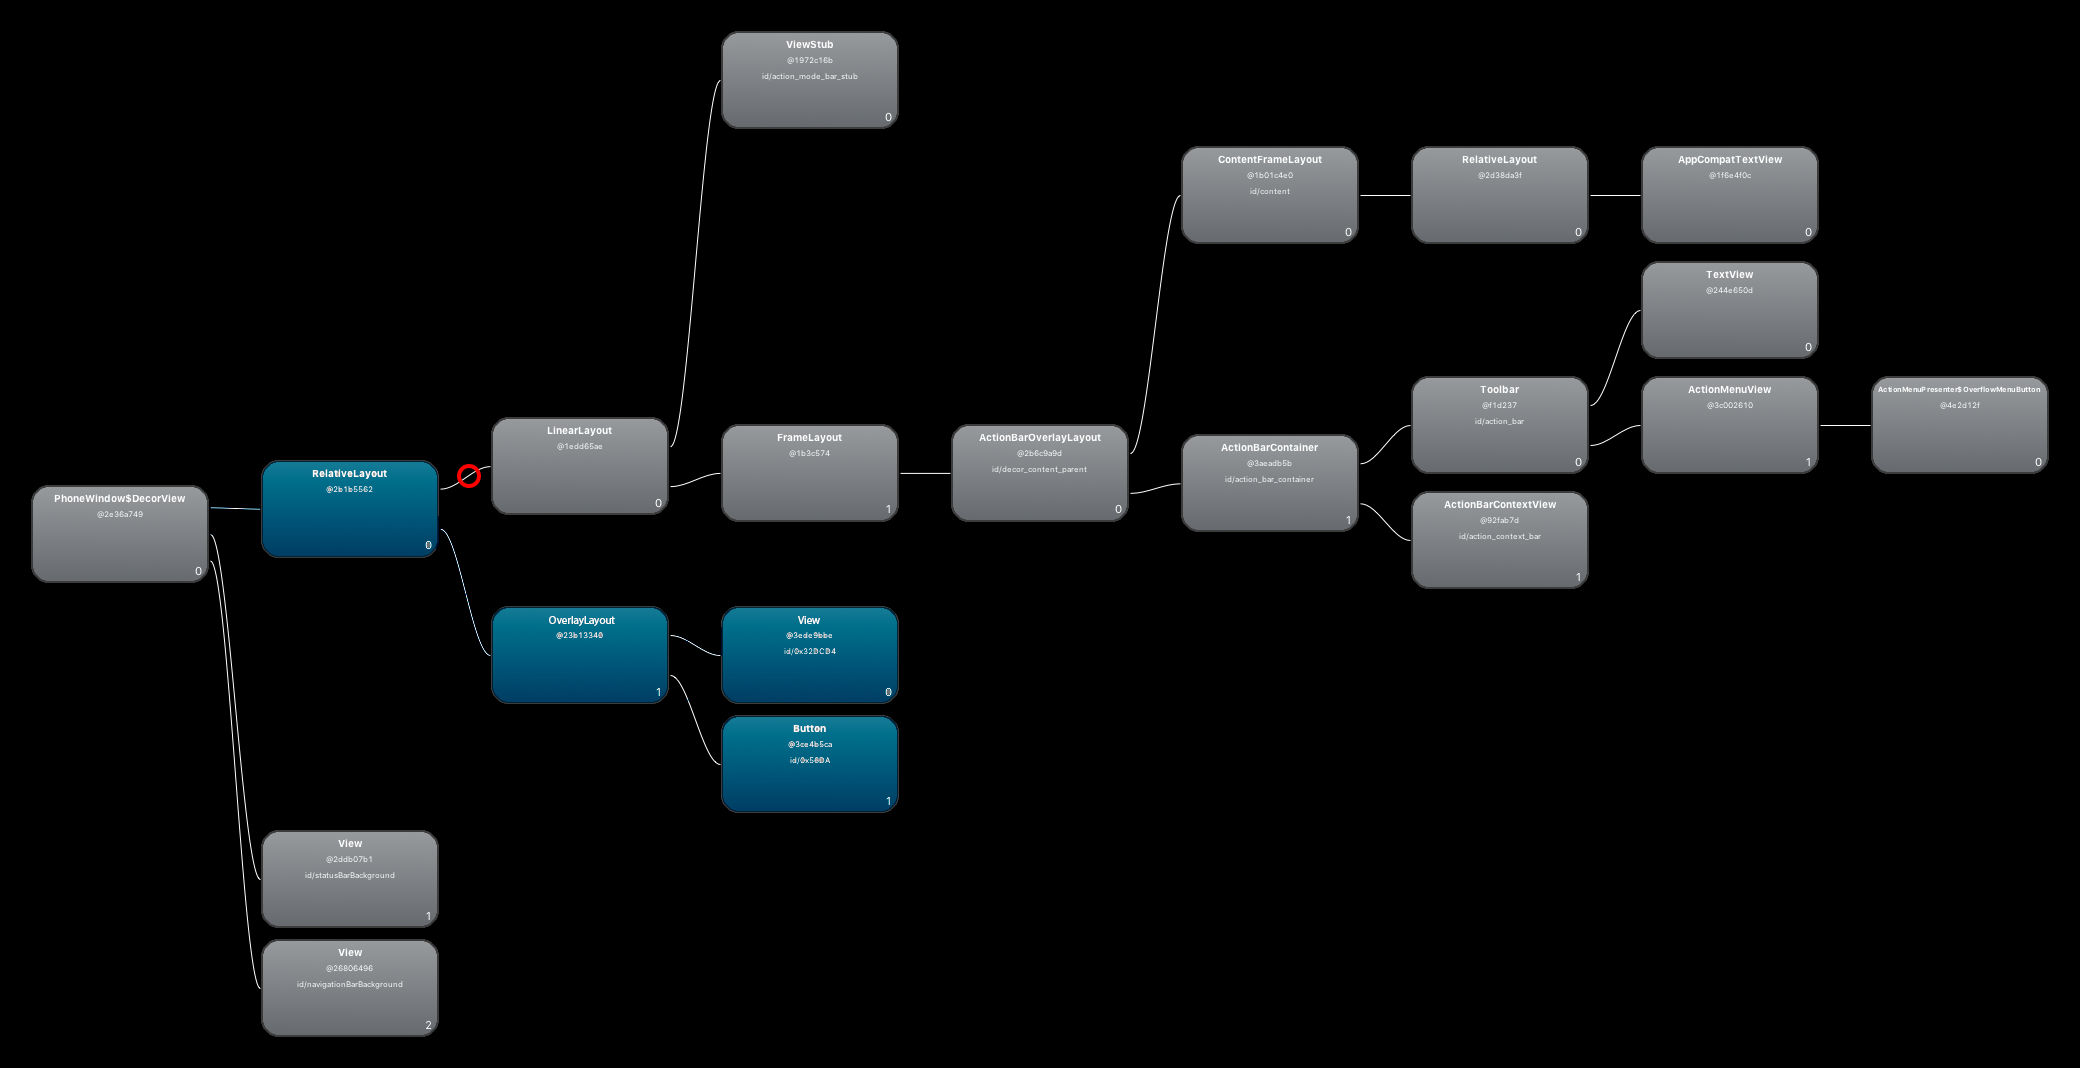 ViewStub
@1972c16b
id/action_mode_bar_stub
0
ContentFrameLayout
@1b01c4e0
id/content
0
RelativeLayout
@2d38da3f
0
AppCompatTextView
@1f6e4f0c
0
TextView
@244e650d
0
Toolbar
@f1d237
id/action_bar
0
ActionMenuView
@3c002610
1
ActionMenuPresenter$OverflowMenuButton
@4e2d12f
0
LinearLayout
@1edd65ae
0
FrameLayout
@1b3c574
1
ActionBarOverlayLayout
@2b6c9a9d
id/decor_content_parent
0
ActionBarContainer
@3aeadb5b
id/action_bar_container
1
RelativeLayout
@2b1b5562
0
PhoneWindow$DecorView
@2e36a749
0
ActionBarContextView
@92fab7d
id/action_context_bar
1
OverlayLayout
@23b13340
1
View
@3ede9bbe
id/0x32DCD4
0
Button
@3ce4b5ca
id/0x56DA
1
View
@2ddb07b1
id/statusBarBackground
1
View
@26806496
id/navigationBarBackground
2